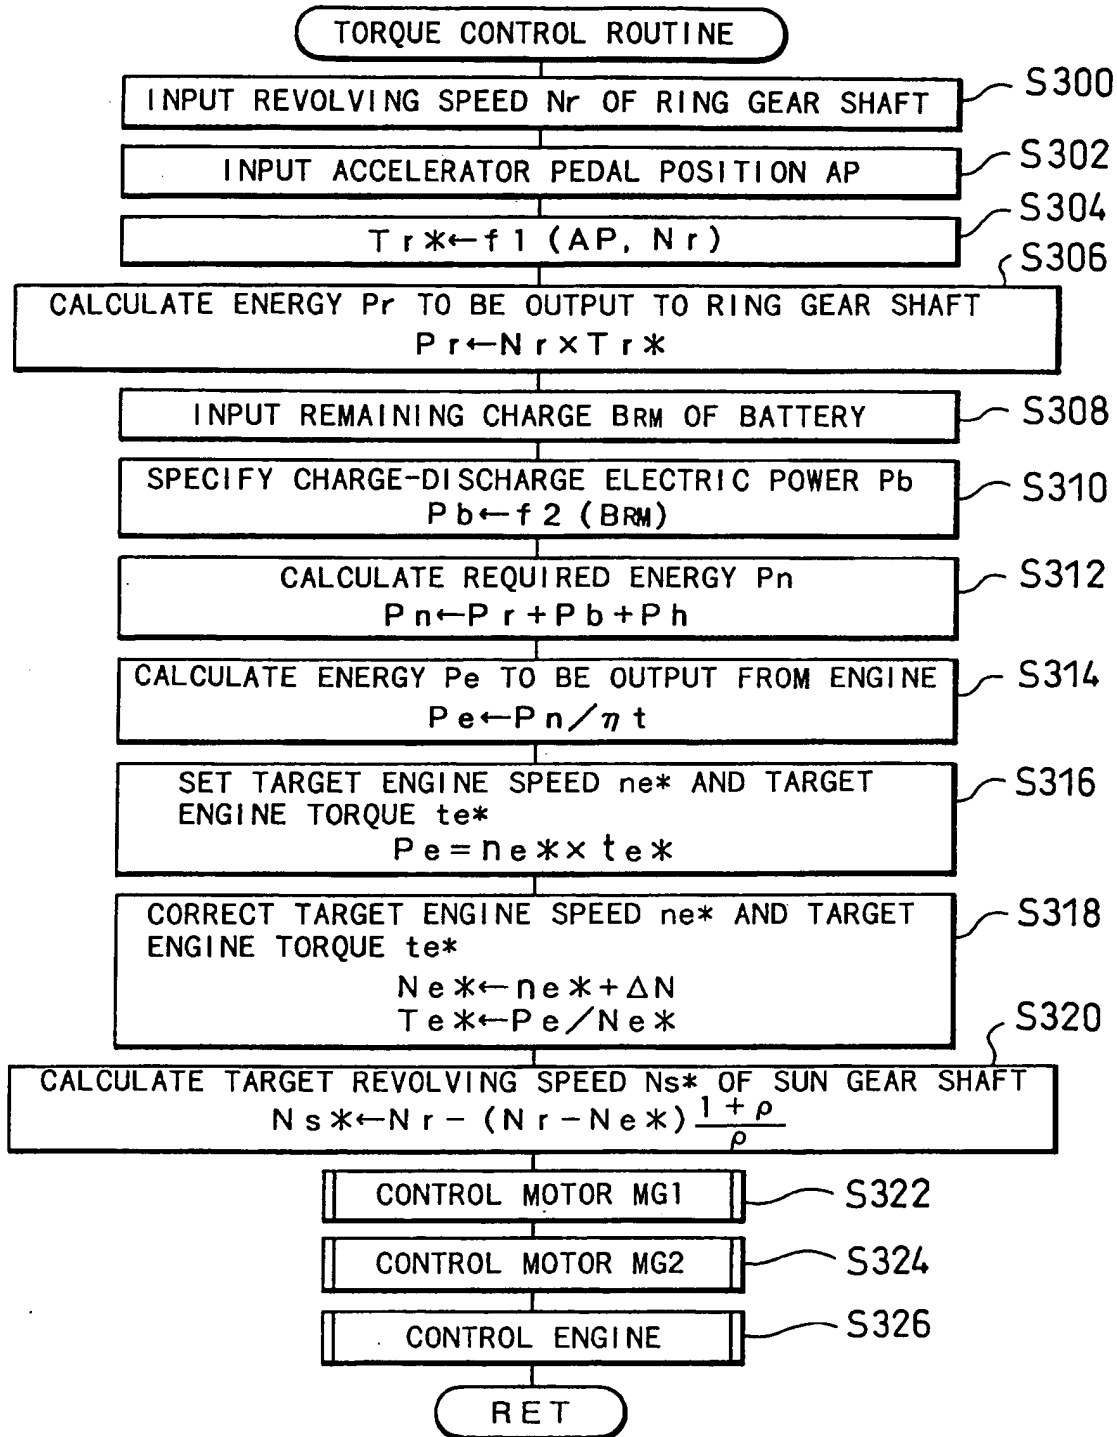 TORQUE CONTROL ROUTINE
INPUT REVOLVING SPEED Nr OF RING GEAR SHAFT
S300
INPUT ACCELERATOR PEDAL POSITION AP
S302
Tr*←f1 (AP, Nr)
S304
CALCULATE ENERGY Pr TO BE OUTPUT TO RING GEAR SHAFT
Pr←Nr×Tr*
S306
INPUT REMAINING CHARGE BRM OF BATTERY
S308
SPECIFY CHARGE-DISCHARGE ELECTRIC POWER Pb
Pb←f2 (BRM)
S310
CALCULATE REQUIRED ENERGY Pn
Pn←Pr+Pb+Ph
S312
CALCULATE ENERGY Pe TO BE OUTPUT FROM ENGINE
Pe←Pn/ηt
S314
SET TARGET ENGINE SPEED ne* AND TARGET
ENGINE TORQUE te*
Pe=ne*×te*
S316
CORRECT TARGET ENGINE SPEED ne* AND TARGET
ENGINE TORQUE te*
Ne*←ne*+ΔN
Te*←Pe/Ne*
S318
CALCULATE TARGET REVOLVING SPEED Ns* OF SUN GEAR SHAFT
Ns*←Nr-(Nr-Ne*) (1+ρ)/ρ
S320
CONTROL MOTOR MG1
S322
CONTROL MOTOR MG2
S324
CONTROL ENGINE
S326
RET